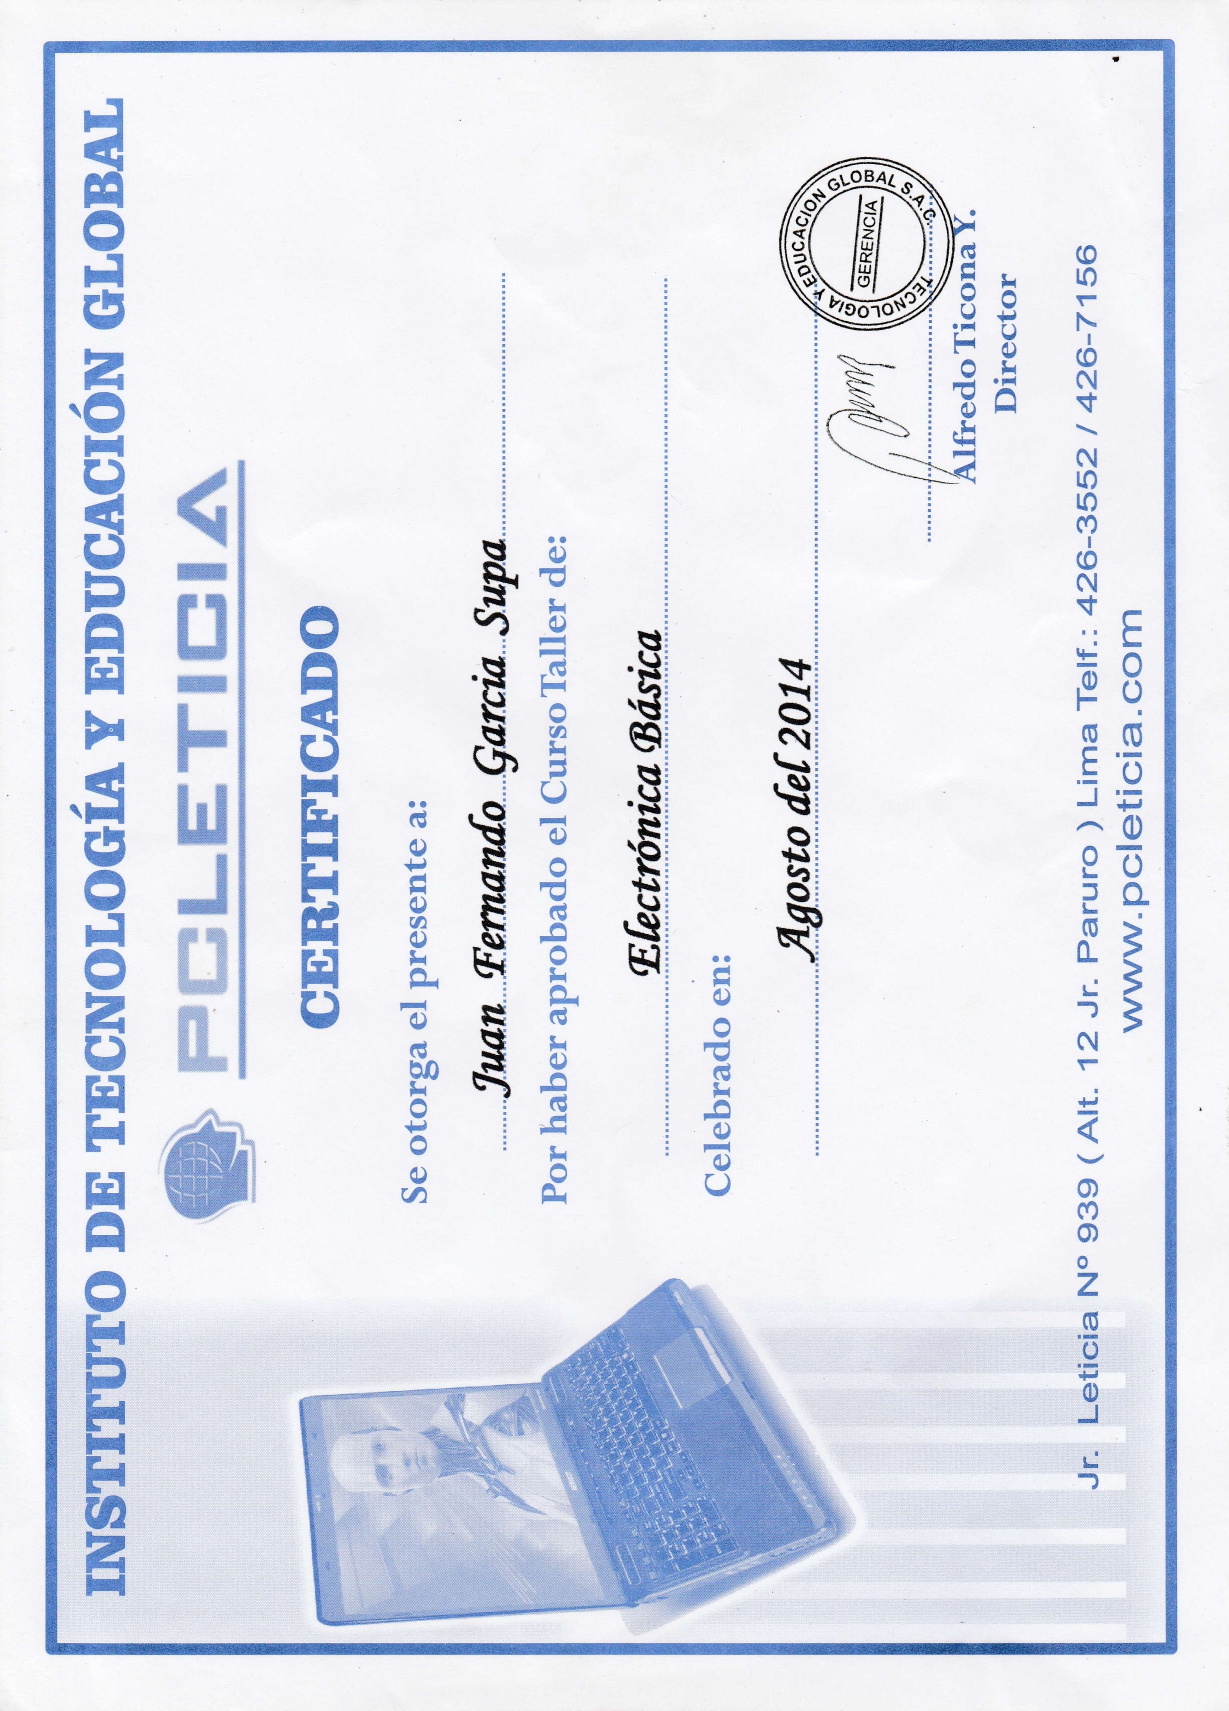 INSTITUTO DE TECNOLOGÍA Y EDUCACIÓN GLOBAL
PCLETICIA
CERTIFICADO
Se otorga el presente a:
Juan Fernando Garcia Supa
Por haber aprobado el Curso Taller de:
Electrónica Básica
Celebrado en:
Agosto del 2014
TECNOLOGIA Y EDUCACION GLOBAL S.A.C.
GERENCIA
Alfredo Ticona Y.
Director
Jr. Leticia Nº 939 ( Alt. 12 Jr. Paruro ) Lima Telf.: 426-3552 / 426-7156
www.pcleticia.com